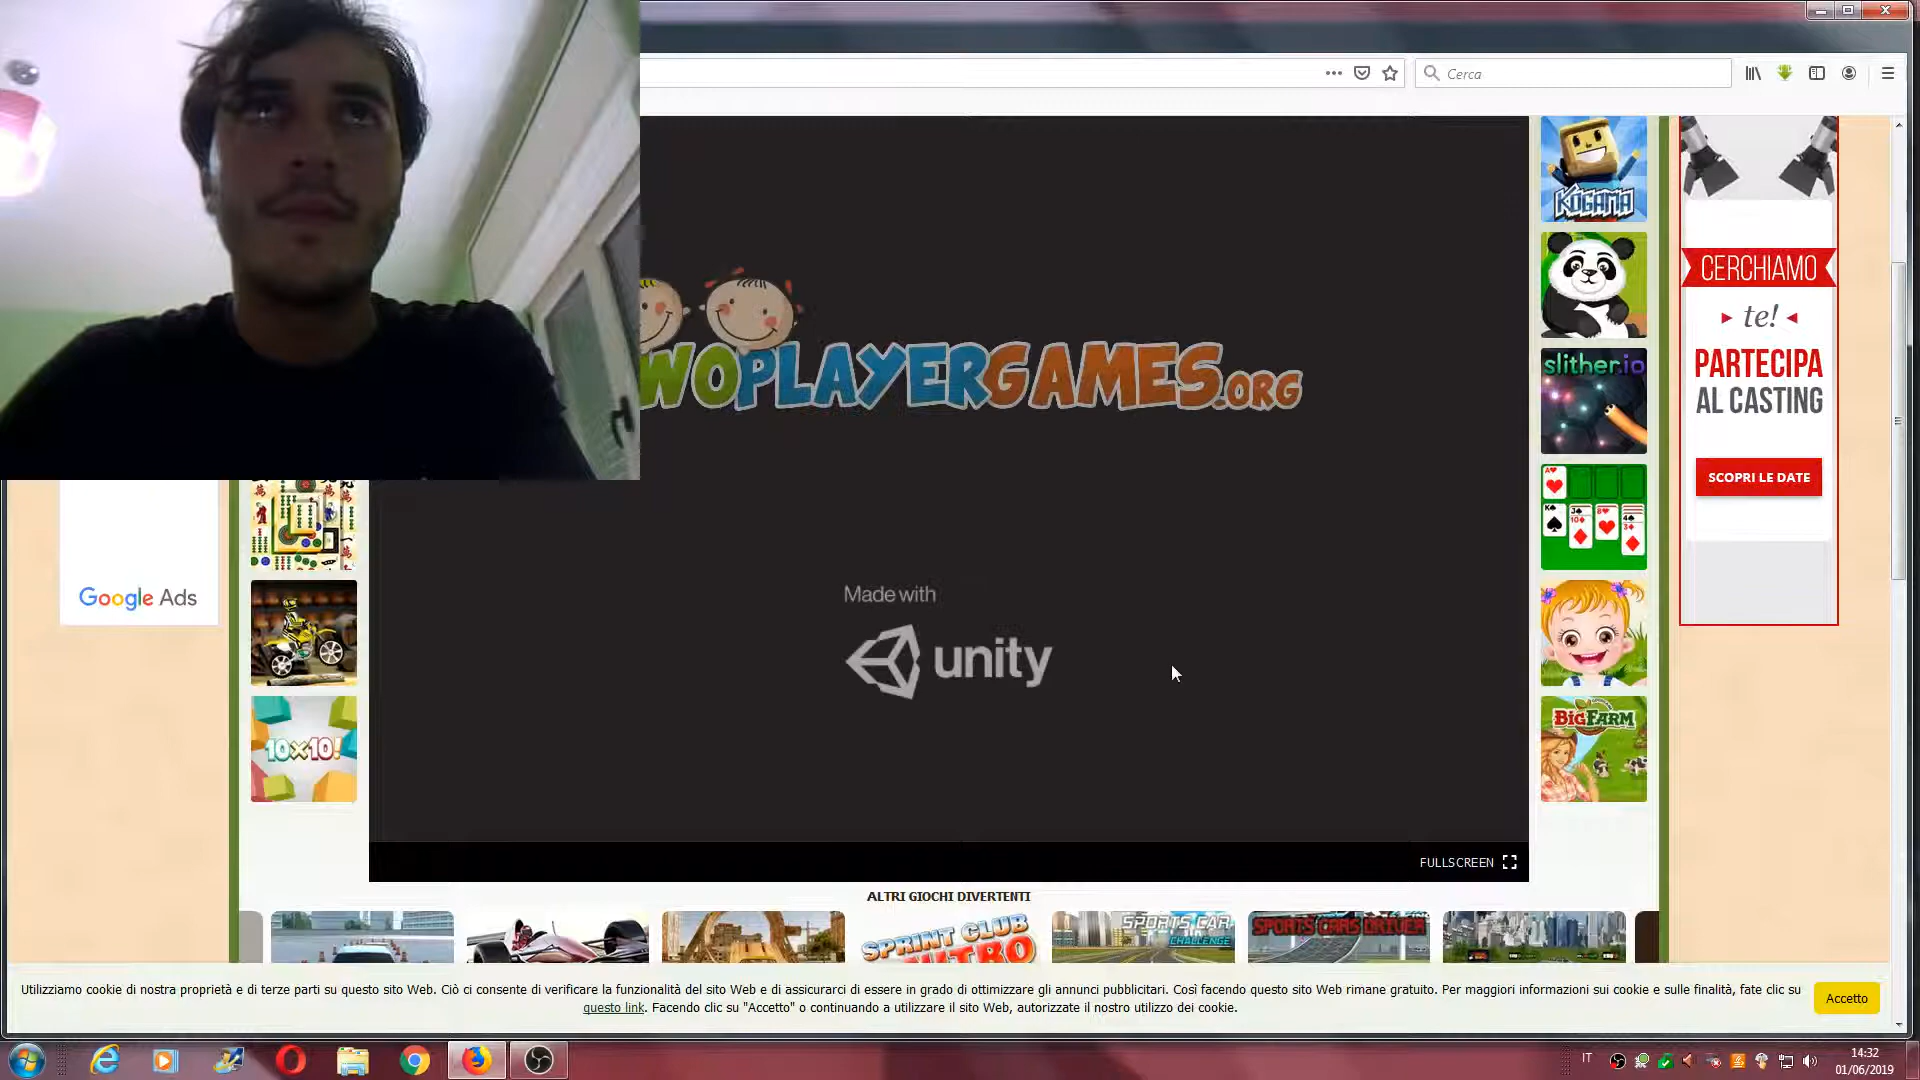 Cerca
KOGAMA
CERCHIAMO
te!
PARTECIPA
AL CASTING
SCOPRI LE DATE
slither.io
WOPLAYERGAMES.ORG
Made with
unity
Google Ads
10x10!
BIGFARM
FULLSCREEN
ALTRI GIOCHI DIVERTENTI
SPRINT CLUB
NITRO
SPORTS CAR
CHALLENGE
SPORTS CARS DRIVER
Utilizziamo cookie di nostra proprietà e di terze parti su questo sito Web. Ciò ci consente di verificare la funzionalità del sito Web e di assicurarci di essere in grado di ottimizzare gli annunci pubblicitari. Così facendo questo sito Web rimane gratuito. Per maggiori informazioni sui cookie e sulle finalità, fate clic su
questo link. Facendo clic su "Accetto" o continuando a utilizzare il sito Web, autorizzate il nostro utilizzo dei cookie.
Accetto
IT
14:32
01/06/2019